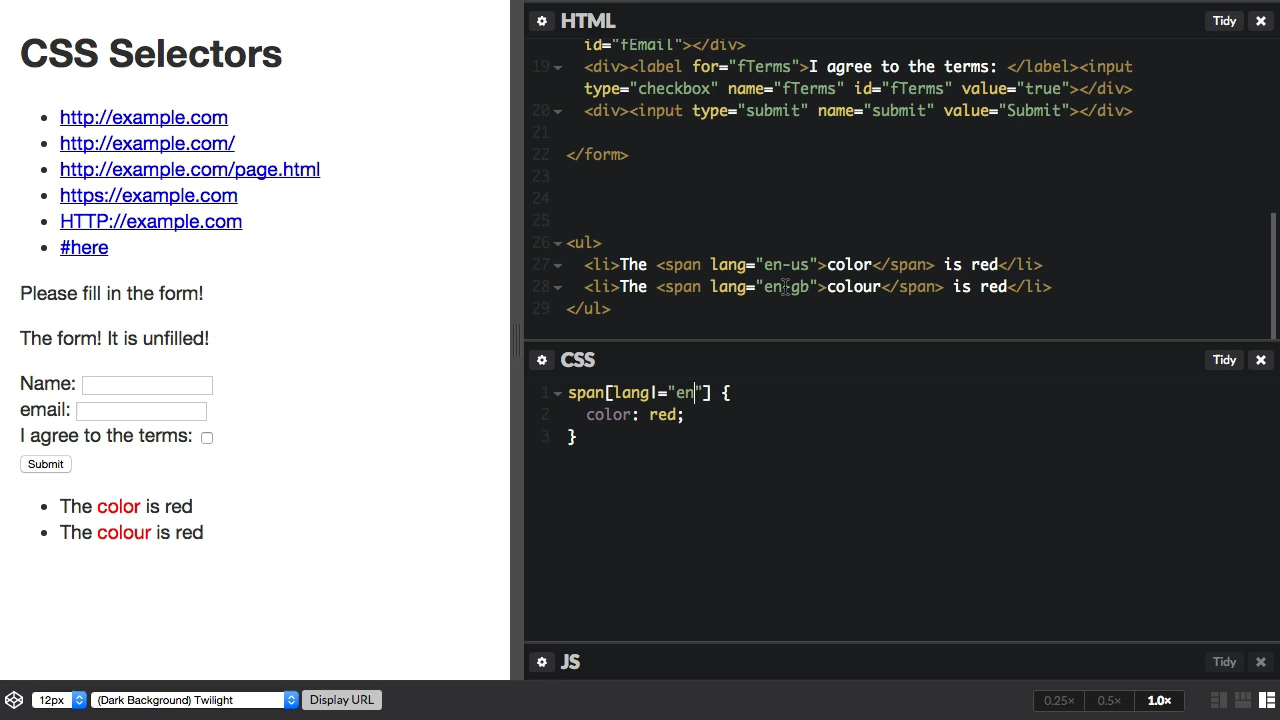 CSS Selectors
http://example.com
http://example.com/
http://example.com/page.html
https://example.com
HTTP://example.com
#here
Please fill in the form!
The form! It is unfilled!
Name:
email:
I agree to the terms:
Submit
The color is red
The colour is red
HTML
Tidy
id="fEmail"></div>
19 <div><label for="fTerms">I agree to the terms: </label><input
type="checkbox" name="fTerms" id="fTerms" value="true"></div>
20 <div><input type="submit" name="submit" value="Submit"></div>
21
22 </form>
23
24
25
26 <ul>
27 <li>The <span lang="en-us">color</span> is red</li>
28 <li>The <span lang="en-gb">colour</span> is red</li>
29 </ul>
CSS
Tidy
1 span[lang|="en"] {
2 color: red;
3 }
JS
Tidy
12px
(Dark Background) Twilight
Display URL
0.25×
0.5×
1.0×